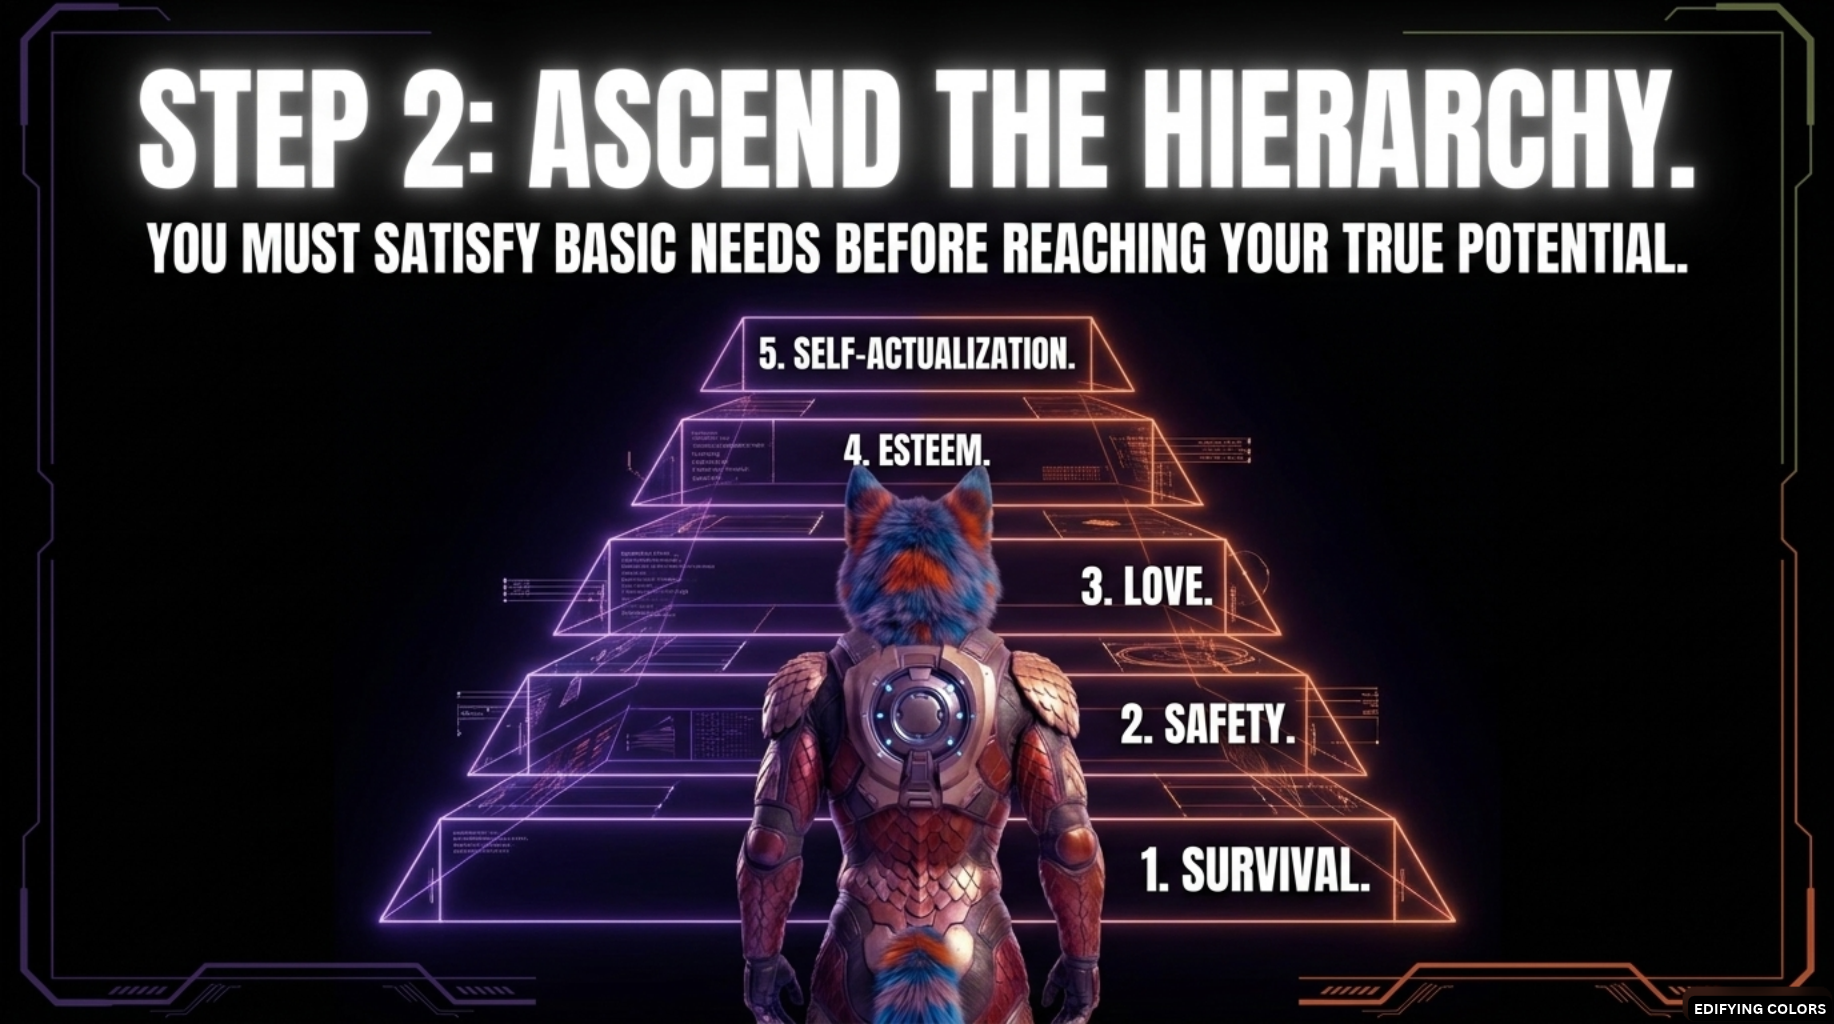 STEP 2: ASCEND THE HIERARCHY.
YOU MUST SATISFY BASIC NEEDS BEFORE REACHING YOUR TRUE POTENTIAL.
5. SELF-ACTUALIZATION.
4. ESTEEM.
3. LOVE.
2. SAFETY.
1. SURVIVAL.
EDIFYING COLORS